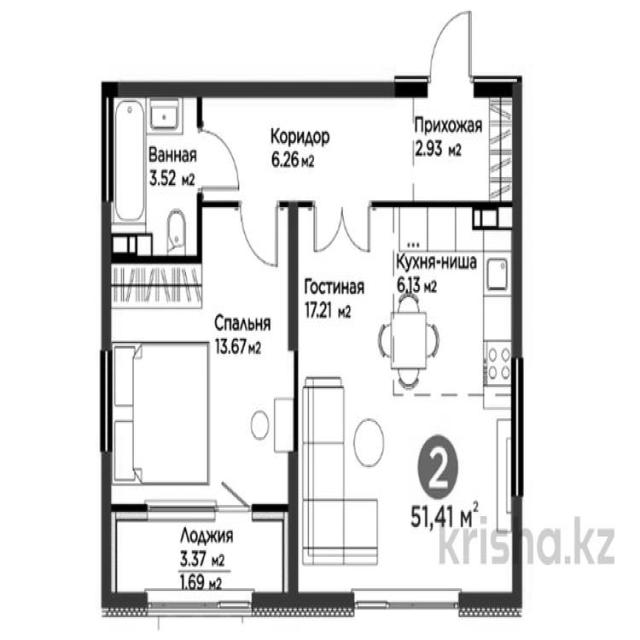 Прихожая
2.93 м2
Коридор
6.26 м2
Ванная
3.52 м2
Кухня-ниша
6.13 м2
Гостиная
17.21 м2
Спальня
13.67 м2
2
51,41 м2
Лоджия
3.37 м2
1.69 м2
krisha.kz